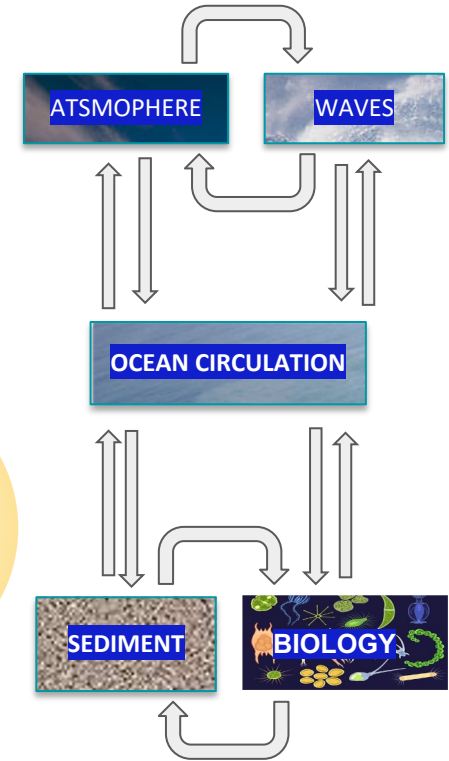 ATSMOPHERE
WAVES
OCEAN CIRCULATION
SEDIMENT
BIOLOGY